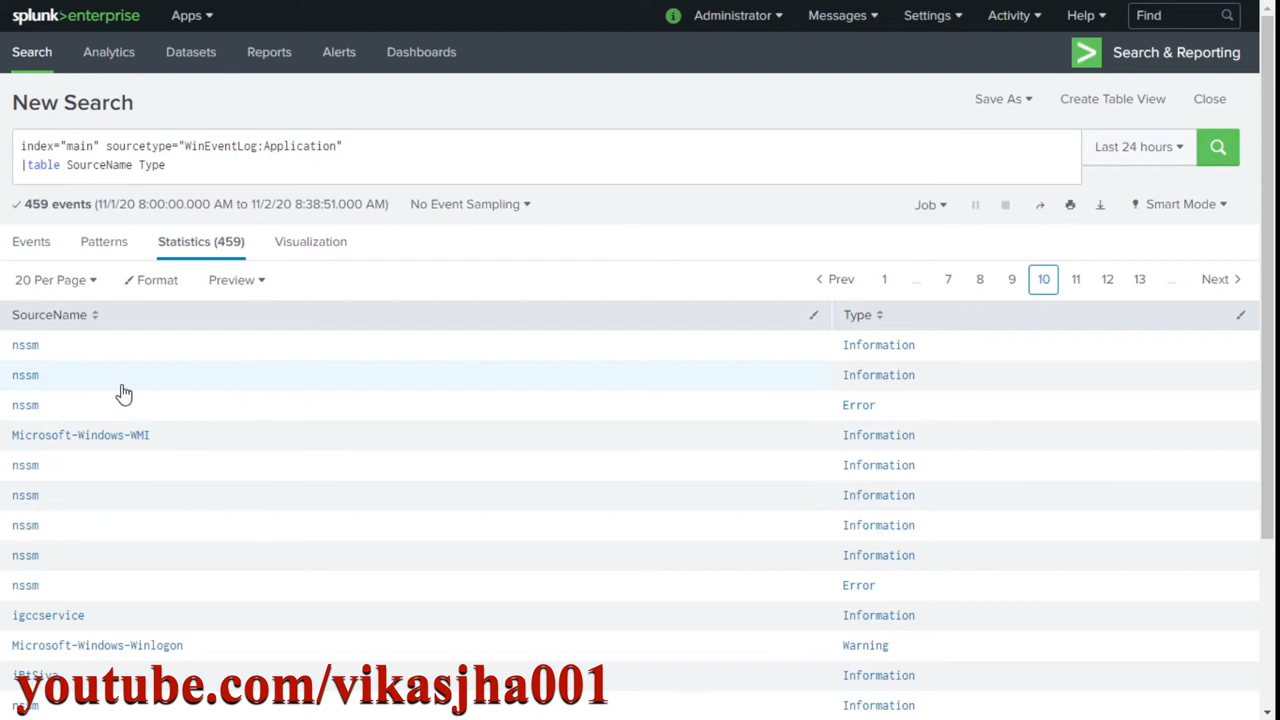 splunk>enterprise Apps Administrator Messages Settings Activity Help Find
Search Analytics Datasets Reports Alerts Dashboards Search & Reporting
New Search Save As Create Table View Close
index="main" sourcetype="WinEventLog:Application" Last 24 hours
|table SourceName Type
459 events (11/1/20 8:00:00.000 AM to 11/2/20 8:38:51.000 AM) No Event Sampling Job Smart Mode
Events Patterns Statistics (459) Visualization
20 Per Page Format Preview Prev 1 ... 7 8 9 10 11 12 13 ... Next
SourceName Type
nssm Information
nssm Information
nssm Error
Microsoft-Windows-WMI Information
nssm Information
nssm Information
nssm Information
nssm Information
nssm Error
igccservice Information
Microsoft-Windows-Winlogon Warning
Information
youtube.com/vikasjha001
nssm Information